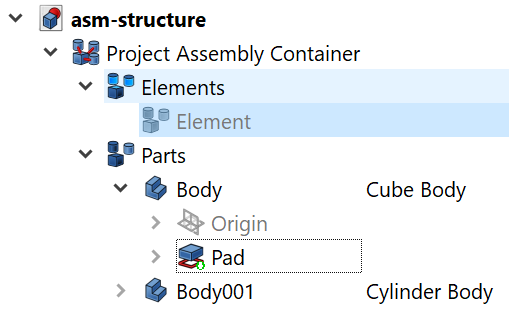 asm-structure
Project Assembly Container
Elements
Element
Parts
Body Cube Body
Origin
Pad
Body001 Cylinder Body